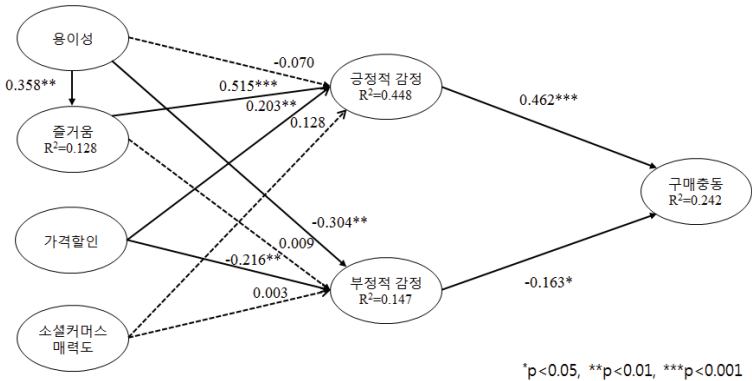 용이성
-0.070
긍정적 감정
R²=0.448
0.358**
0.515***
0.203**
0.462***
0.128
즐거움
R²=0.128
구매충동
R²=0.242
-0.304**
가격할인
0.009
-0.216**
부정적 감정
R²=0.147
0.003
-0.163*
소셜커머스
매력도
*p<0.05, **p<0.01, ***p<0.001